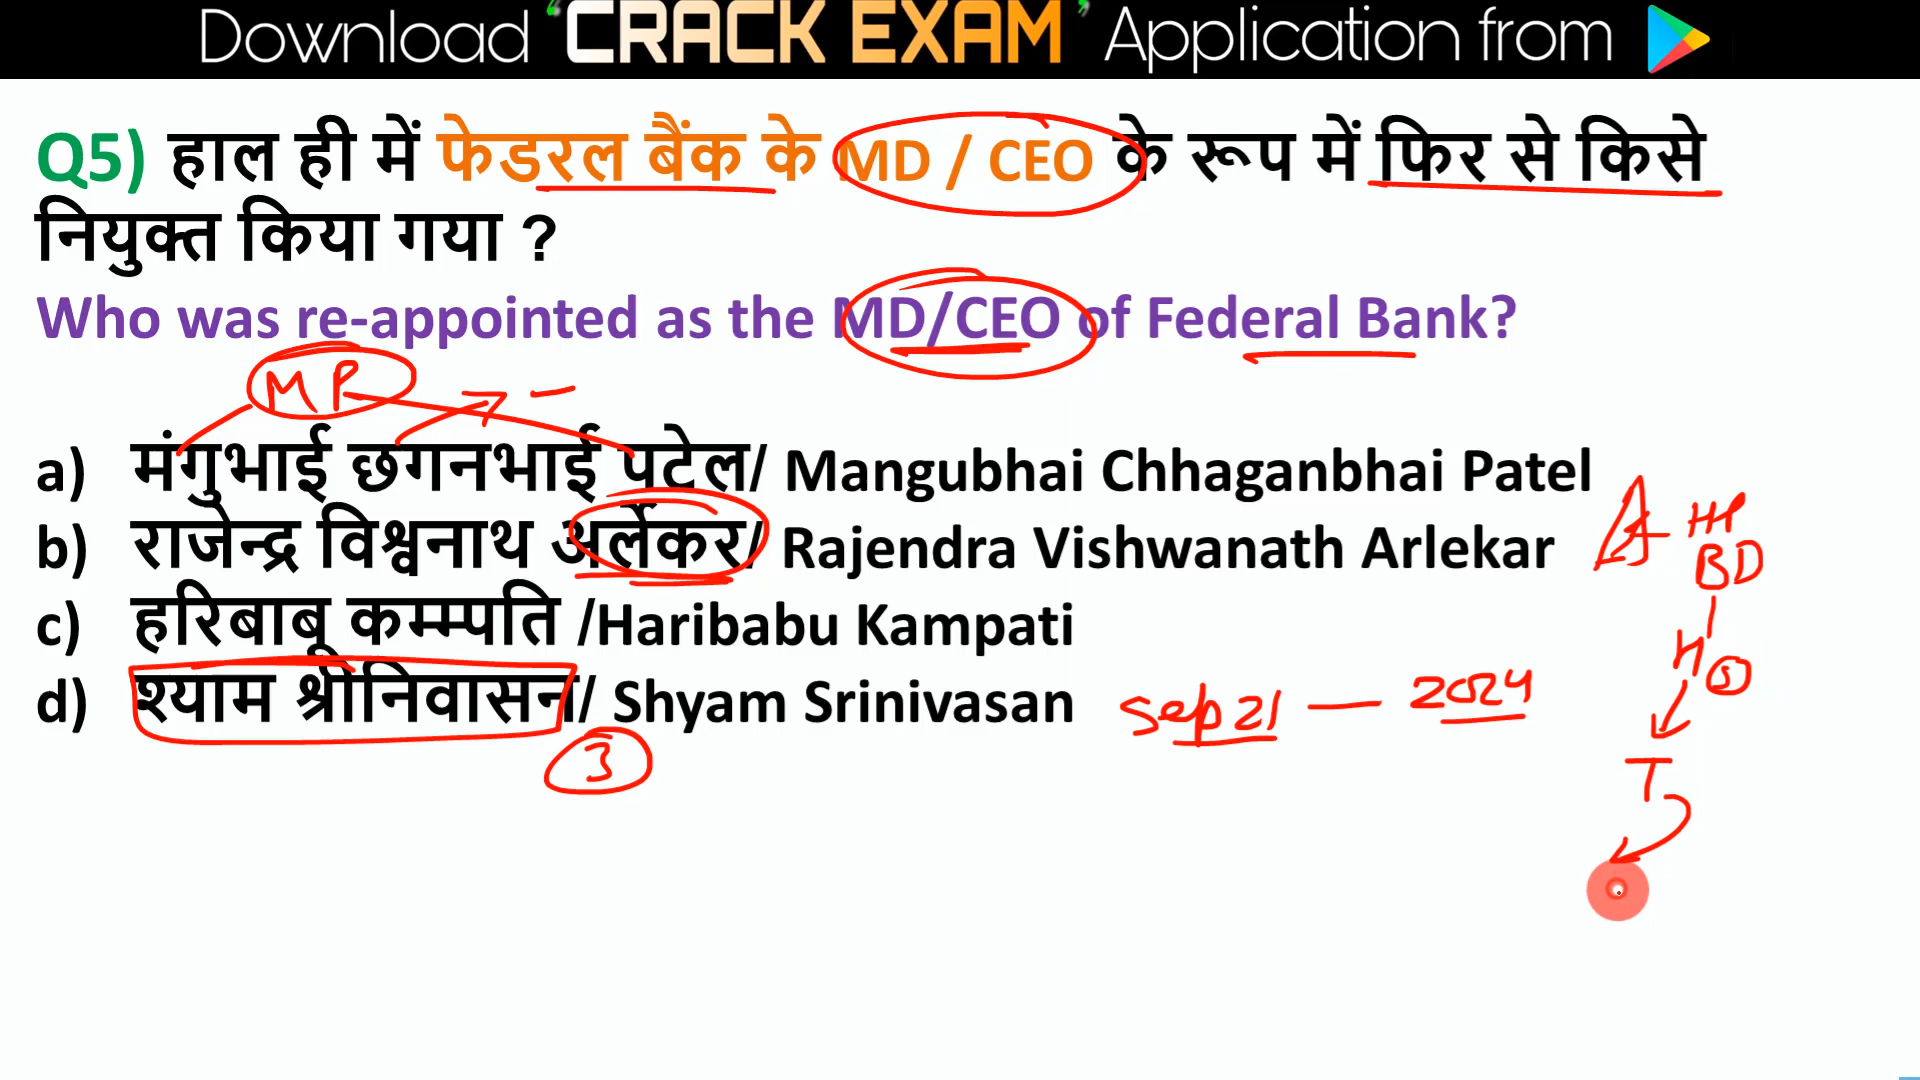 Download 'CRACK EXAM' Application from
Q5) हाल ही में फेडरल बैंक के MD / CEO के रूप में फिर से किसे
नियुक्त किया गया ?
Who was re-appointed as the MD/CEO of Federal Bank?
MP
a) मंगुभाई छगनभाई पटेल/ Mangubhai Chhaganbhai Patel
b) राजेन्द्र विश्वनाथ अर्लेकर/ Rajendra Vishwanath Arlekar
HP
BD
c) हरिबाबू कम्म्पति /Haribabu Kampati
H
d) श्याम श्रीनिवासन/ Shyam Srinivasan Sep 21 — 2024
3
T